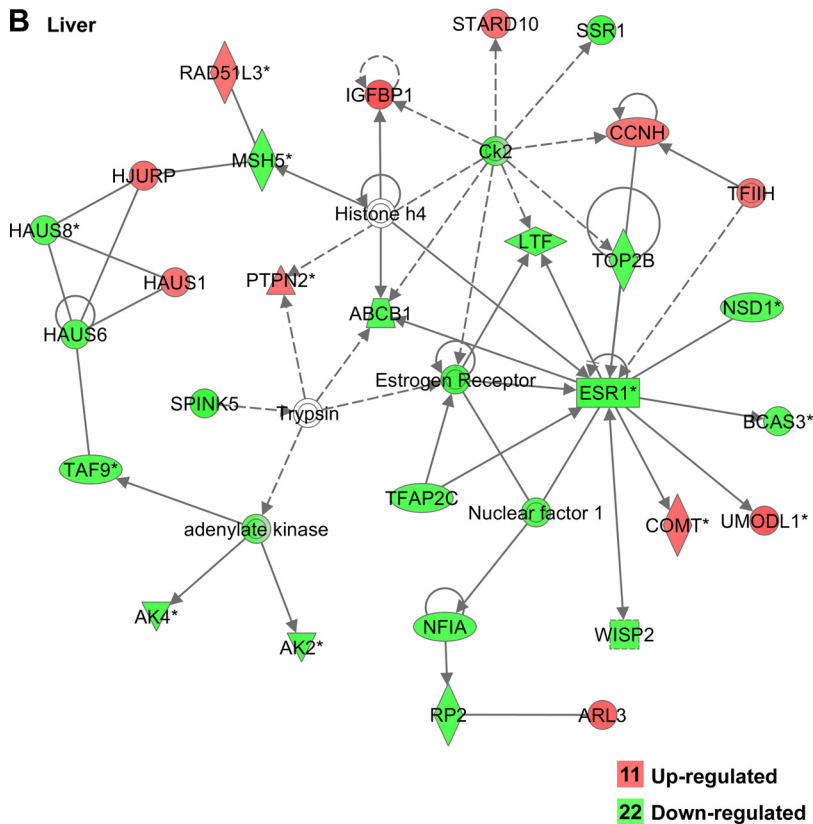 B Liver
STARD10
SSR1
RAD51L3*
IGFBP1
CCNH
MSH5*
Ck2
HJURP
TFIIH
Histone h4
HAUS8*
LTF
TOP2B
HAUS1
PTPN2*
NSD1*
ABCB1
HAUS6
Estrogen Receptor
ESR1*
SPINK5
Trypsin
BCAS3*
TAF9*
TFAP2C
Nuclear factor 1
COMT*
UMODL1*
adenylate kinase
AK4*
NFIA
WISP2
AK2*
RP2
ARL3
11 Up-regulated
22 Down-regulated